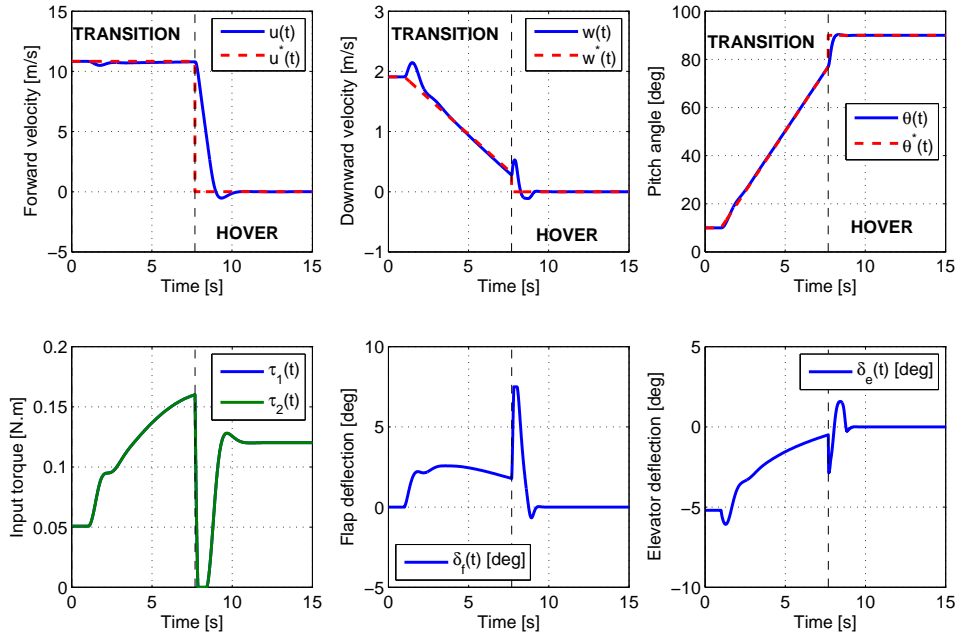 Forward velocity [m/s]
15
10
5
0
−5
TRANSITION
u(t)
u*(t)
HOVER
0 5 10 15
Time [s]
Downward velocity [m/s]
3
2
1
0
−1
TRANSITION
w(t)
w*(t)
HOVER
0 5 10 15
Time [s]
Pitch angle [deg]
100
80
60
40
20
0
TRANSITION
θ(t)
θ*(t)
HOVER
0 5 10 15
Time [s]
Input torque [N.m]
0.2
0.15
0.1
0.05
0
τ1(t)
τ2(t)
0 5 10 15
Time [s]
Flap deflection [deg]
10
5
0
−5
δf(t) [deg]
0 5 10 15
Time [s]
Elevator deflection [deg]
5
0
−5
−10
δe(t) [deg]
0 5 10 15
Time [s]